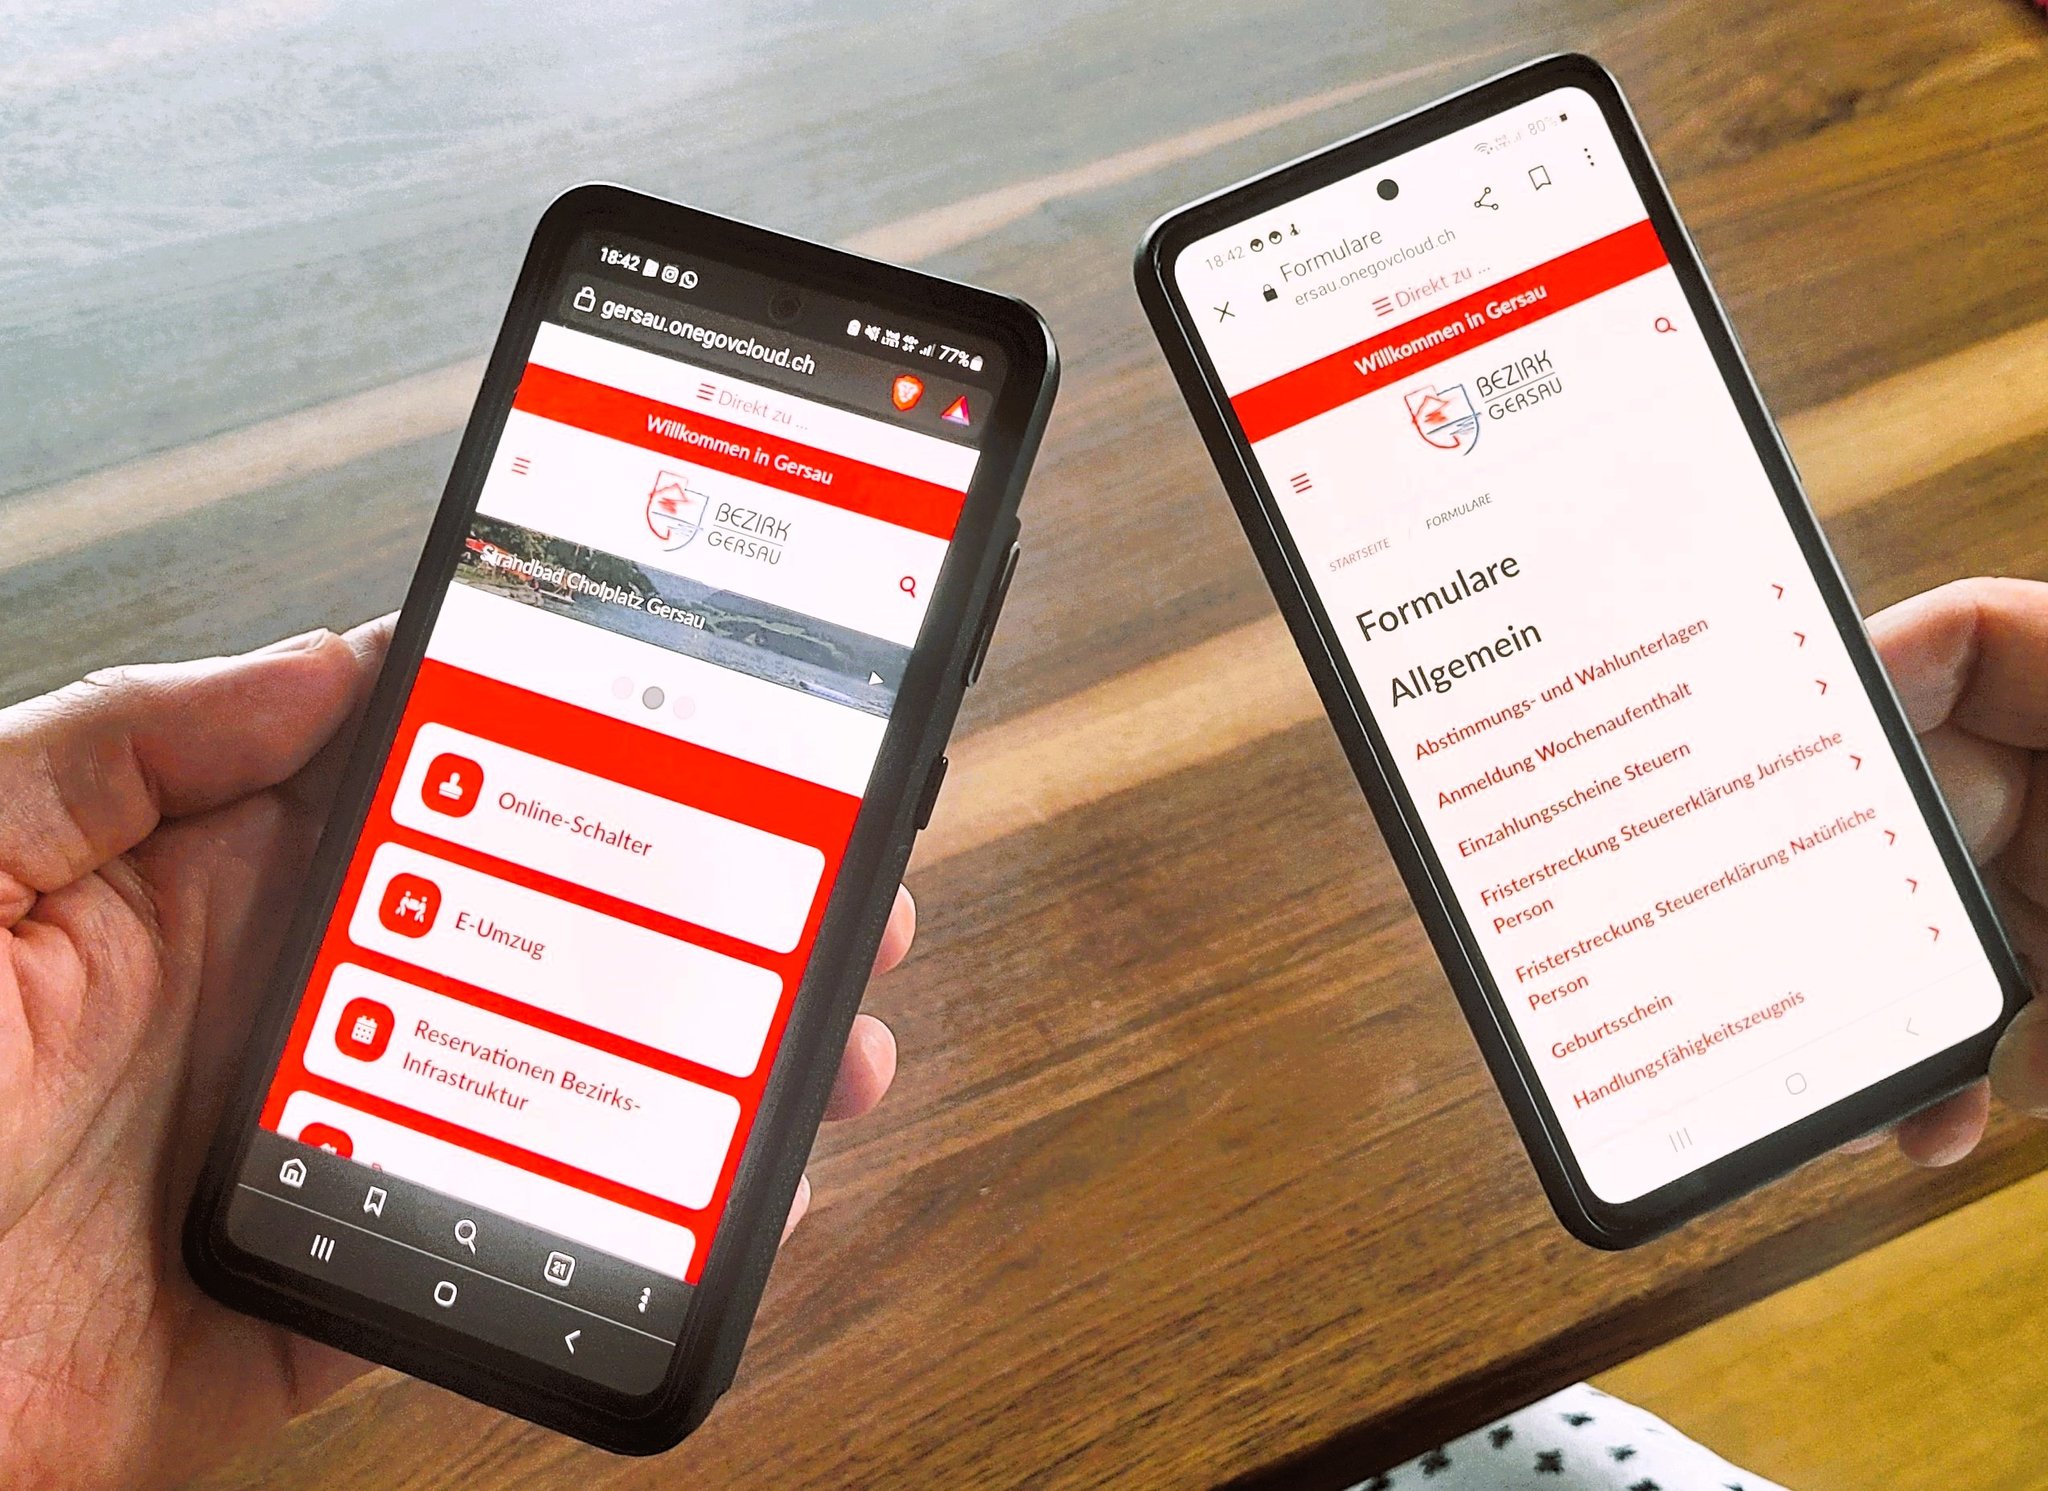 18:42
77%
gersau.onegovcloud.ch
Direkt zu ...
Willkommen in Gersau
BEZIRK
GERSAU
Strandbad Cholplatz Gersau
Online-Schalter
E-Umzug
Reservationen Bezirks-
Infrastruktur
21
18:42
80%
Formulare
ersau.onegovcloud.ch
Direkt zu ...
Willkommen in Gersau
BEZIRK
GERSAU
STARTSEITE / FORMULARE
Formulare
Allgemein
Abstimmungs- und Wahlunterlagen
Anmeldung Wochenaufenthalt
Einzahlungsscheine Steuern
Fristerstreckung Steuererklärung Juristische
Person
Fristerstreckung Steuererklärung Natürliche
Person
Geburtsschein
Handlungsfähigkeitszeugnis